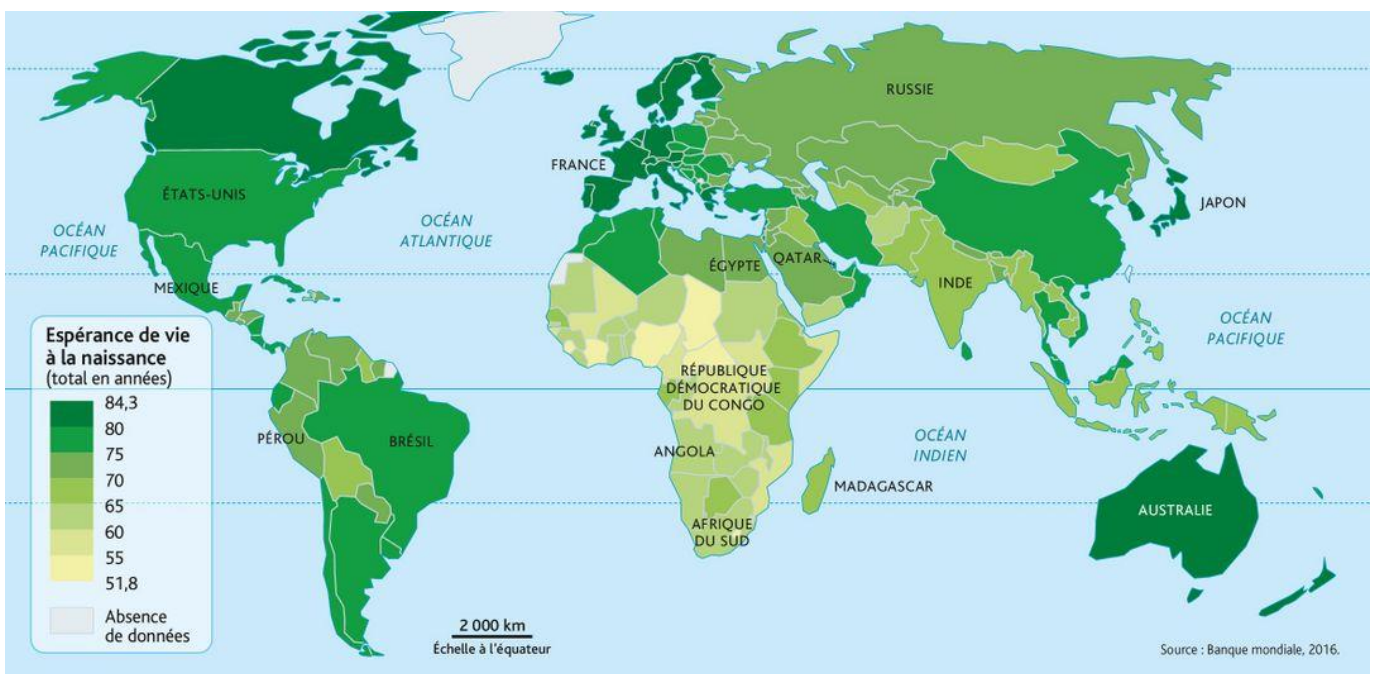 RUSSIE
FRANCE
ÉTATS-UNIS
JAPON
OCÉAN
PACIFIQUE
OCÉAN
ATLANTIQUE
ÉGYPTE
QATAR
MEXIQUE
INDE
OCÉAN
PACIFIQUE
Espérance de vie
à la naissance
(total en années)
84,3
80
75
70
65
60
55
51,8
Absence
de données
RÉPUBLIQUE
DÉMOCRATIQUE
DU CONGO
PÉROU
BRÉSIL
ANGOLA
OCÉAN
INDIEN
MADAGASCAR
AFRIQUE
DU SUD
AUSTRALIE
2 000 km
Échelle à l'équateur
Source : Banque mondiale, 2016.